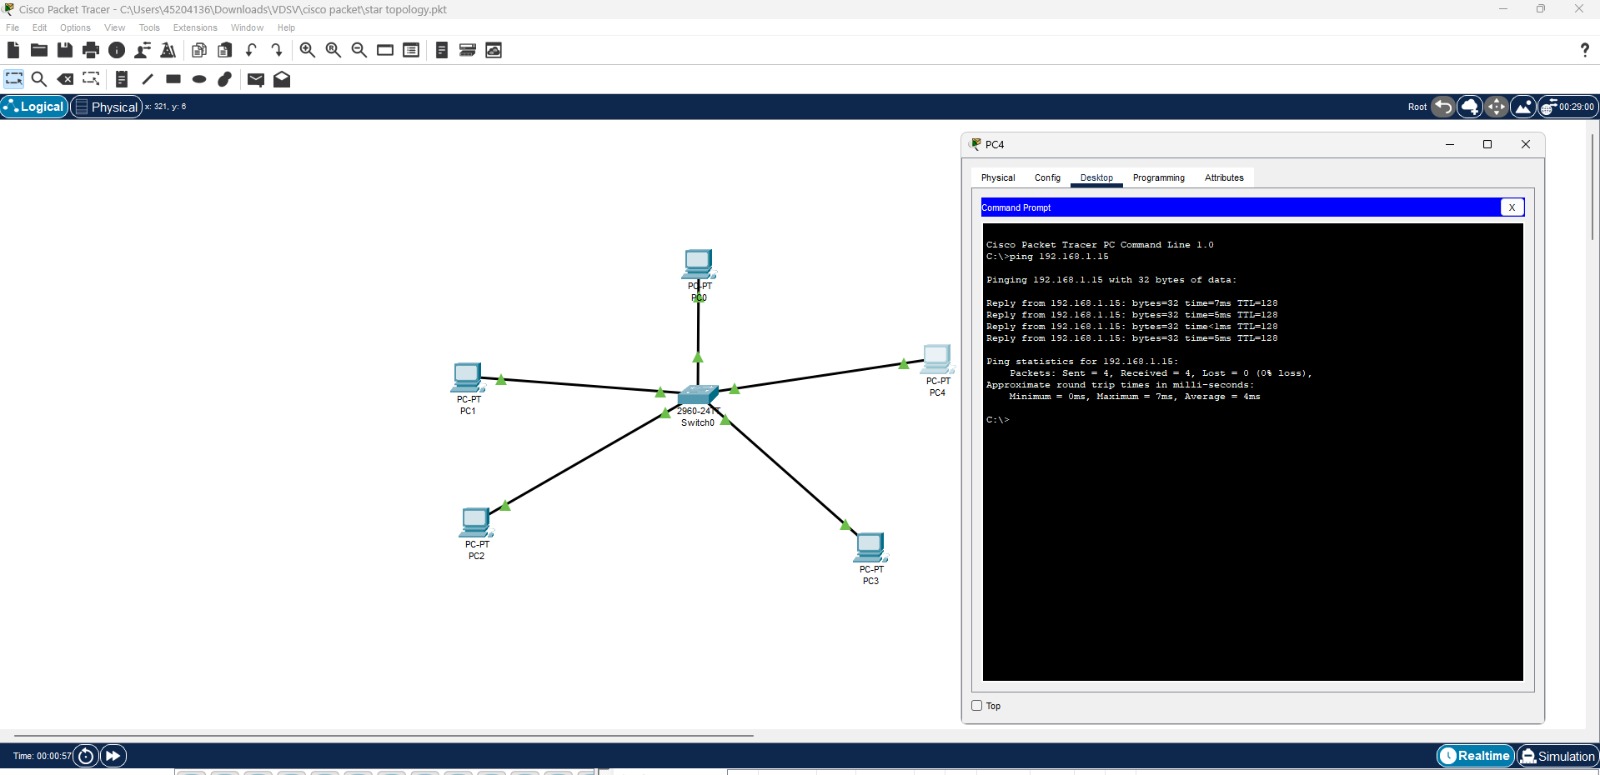 Cisco Packet Tracer - C:\Users\45204136\Downloads\VDSV\cisco packet\star topology.pkt
File Edit Options View Tools Extensions Window Help
?
Logical Physical x: 321, y: 6 Root 00:29:00
PC-PT
PC0
PC-PT
PC1
PC-PT
PC4
2960-24TT
Switch0
PC-PT
PC2
PC-PT
PC3
PC4
Physical Config Desktop Programming Attributes
Command Prompt X
Cisco Packet Tracer PC Command Line 1.0
C:\>ping 192.168.1.15
Pinging 192.168.1.15 with 32 bytes of data:
Reply from 192.168.1.15: bytes=32 time=7ms TTL=128
Reply from 192.168.1.15: bytes=32 time=5ms TTL=128
Reply from 192.168.1.15: bytes=32 time<1ms TTL=128
Reply from 192.168.1.15: bytes=32 time=5ms TTL=128
Ping statistics for 192.168.1.15:
Packets: Sent = 4, Received = 4, Lost = 0 (0% loss),
Approximate round trip times in milli-seconds:
Minimum = 0ms, Maximum = 7ms, Average = 4ms
C:\>
Top
Time: 00:00:57 Realtime Simulation